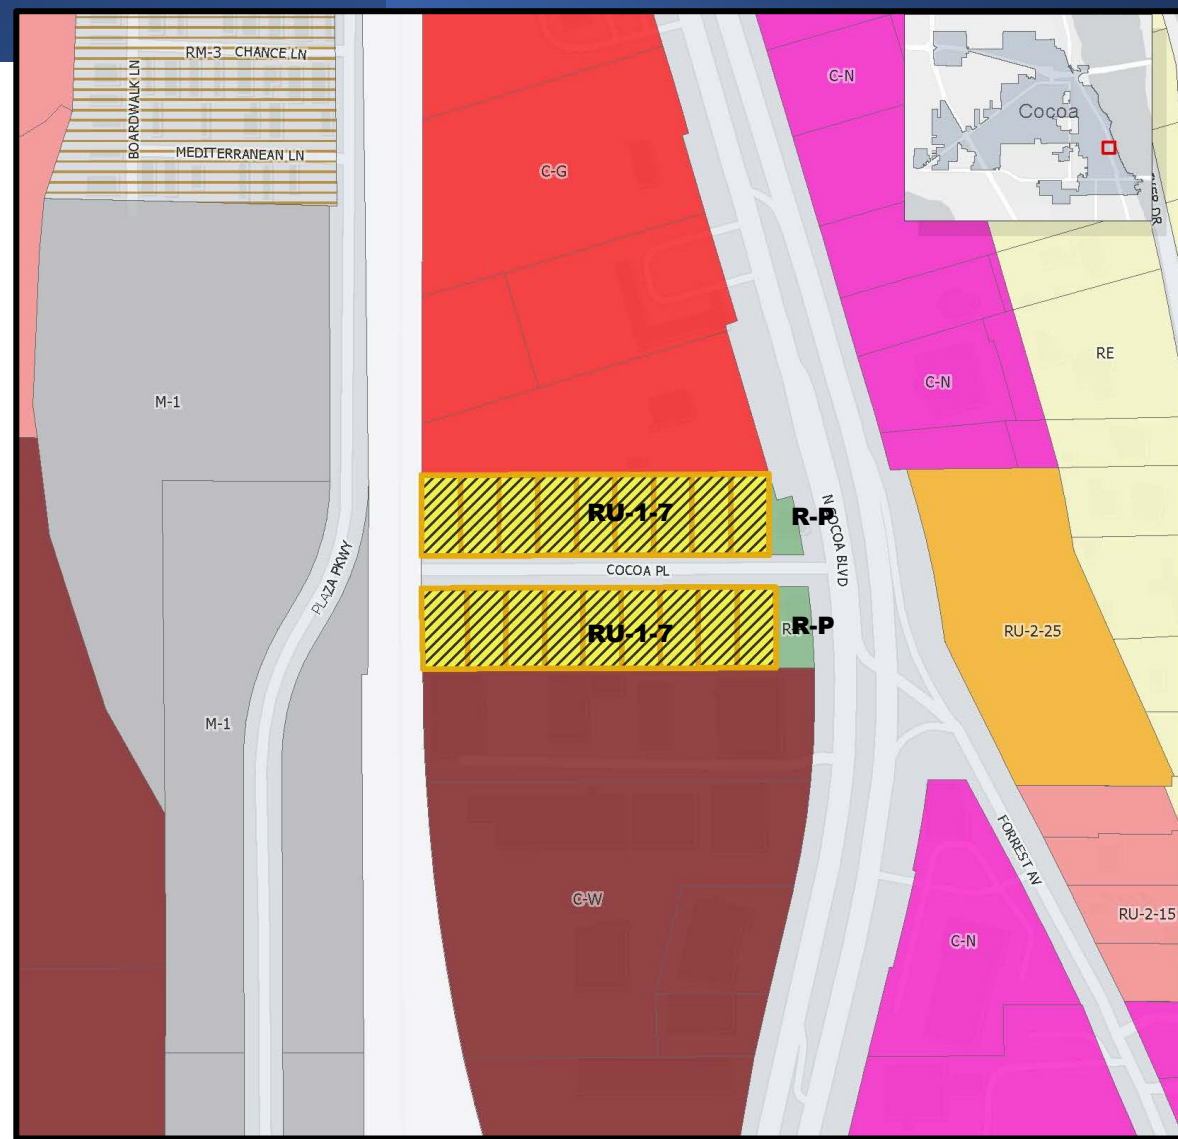 RM-3 CHANCE LN
BOARDWALK LN
MEDITERRANEAN LN
C-N
Cocoa
C-G
RE
M-1
C-N
RU-1-7
R-P
N COCOA BLVD
COCOA PL
PLAZA PKWY
RU-1-7
R-P
RU-2-25
M-1
FORREST AV
C-W
RU-2-15
C-N